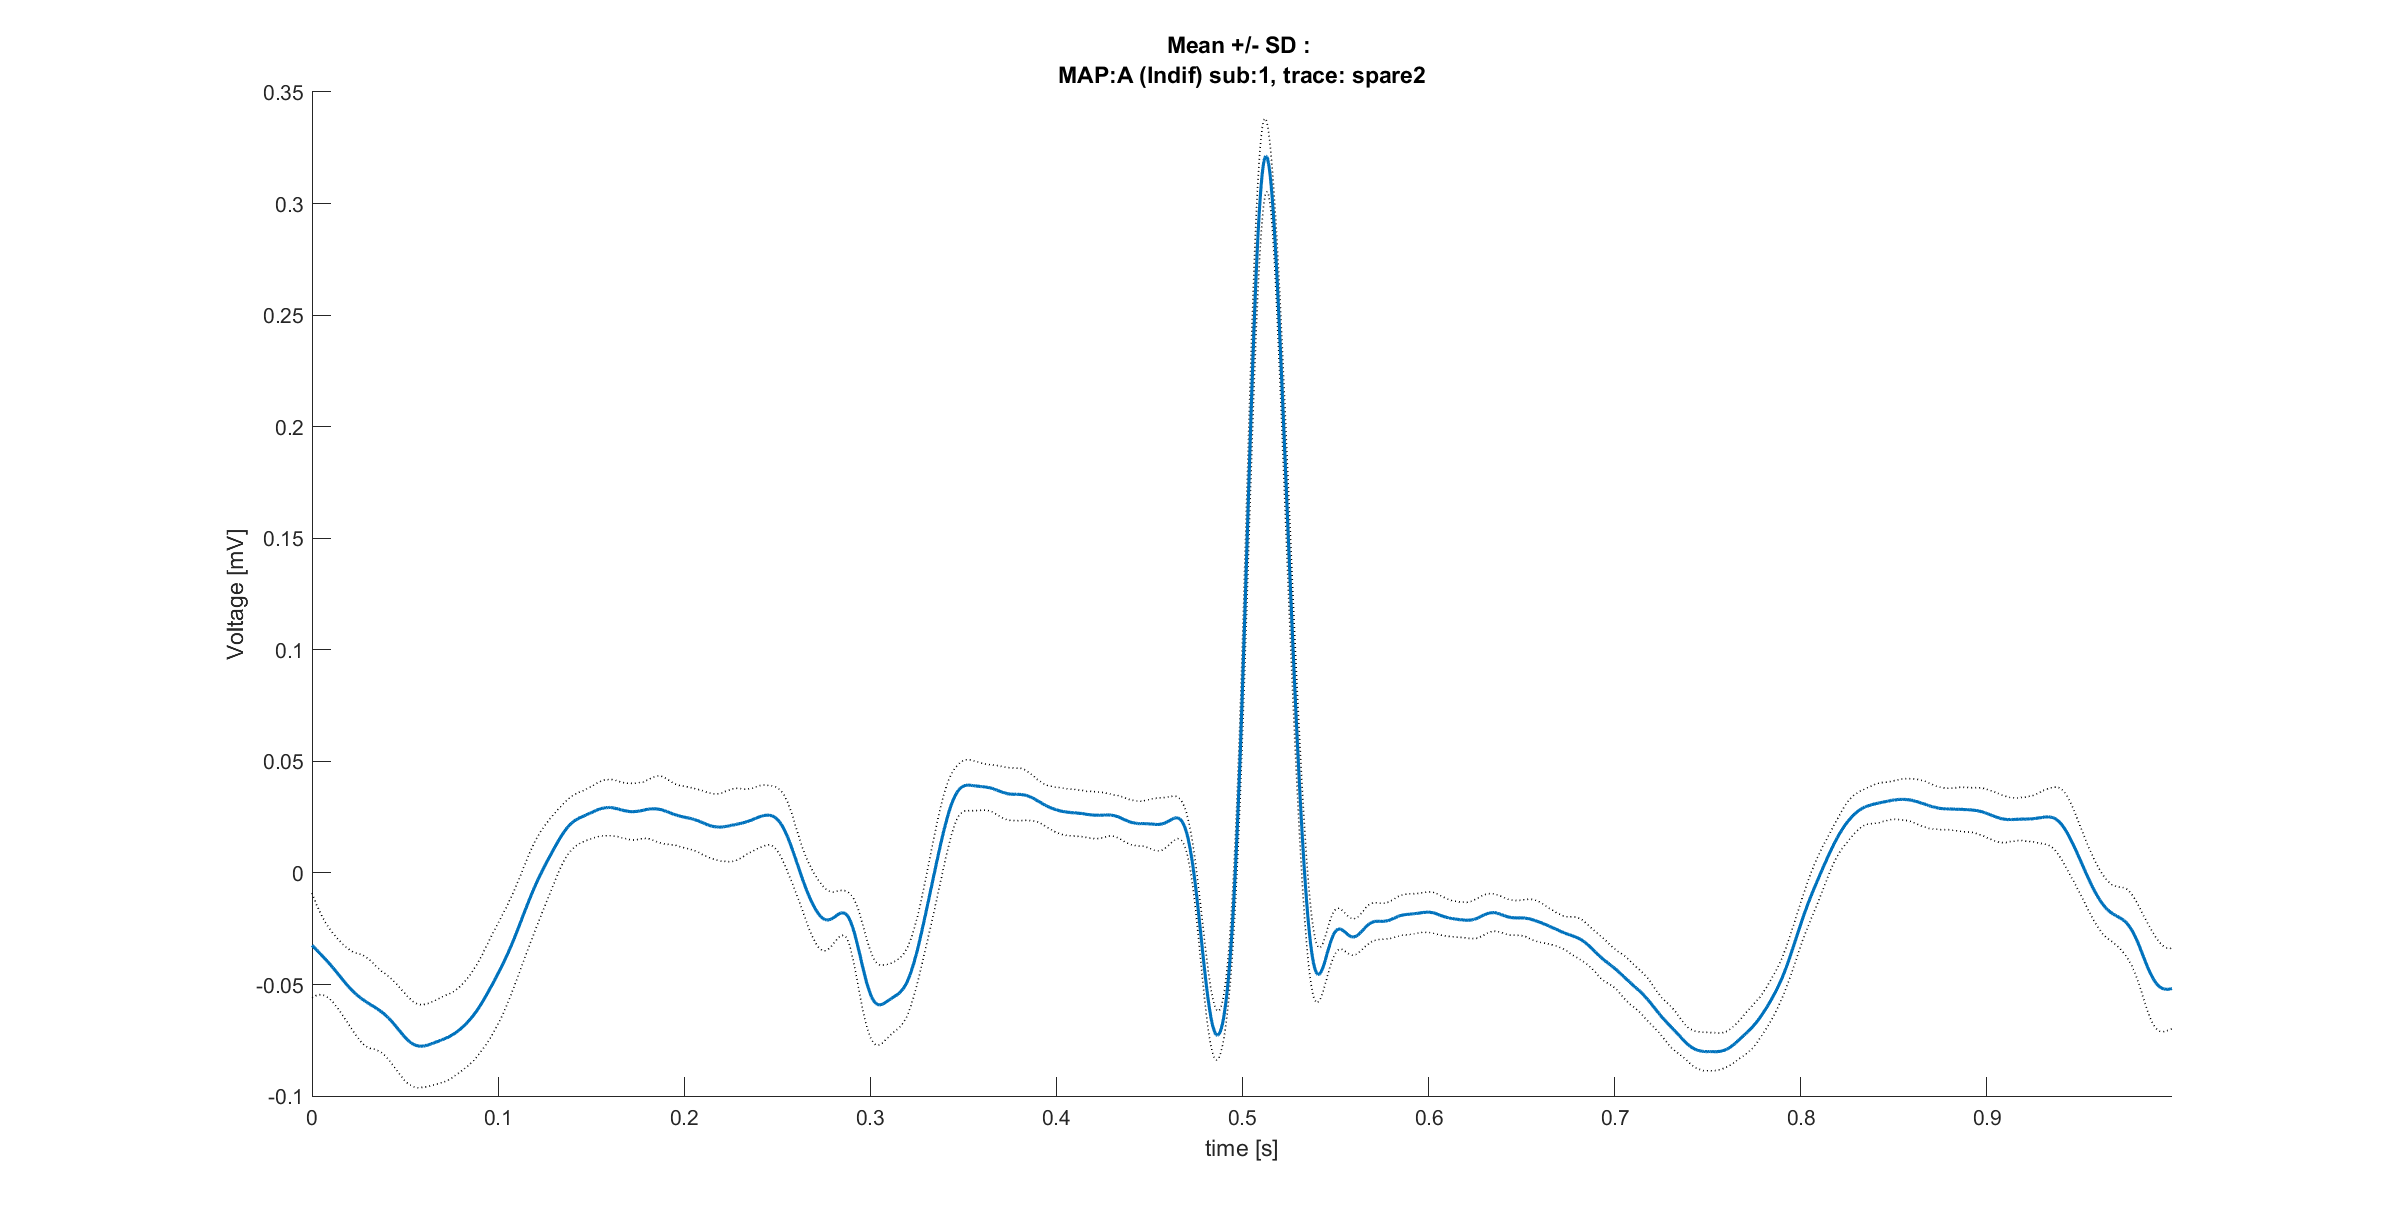 Mean +/- SD :
MAP:A (Indif) sub:1, trace: spare2
0.35
0.3
0.25
0.2
0.15
0.1
0.05
0
-0.05
-0.1
Voltage [mV]
0 0.1 0.2 0.3 0.4 0.5 0.6 0.7 0.8 0.9
time [s]